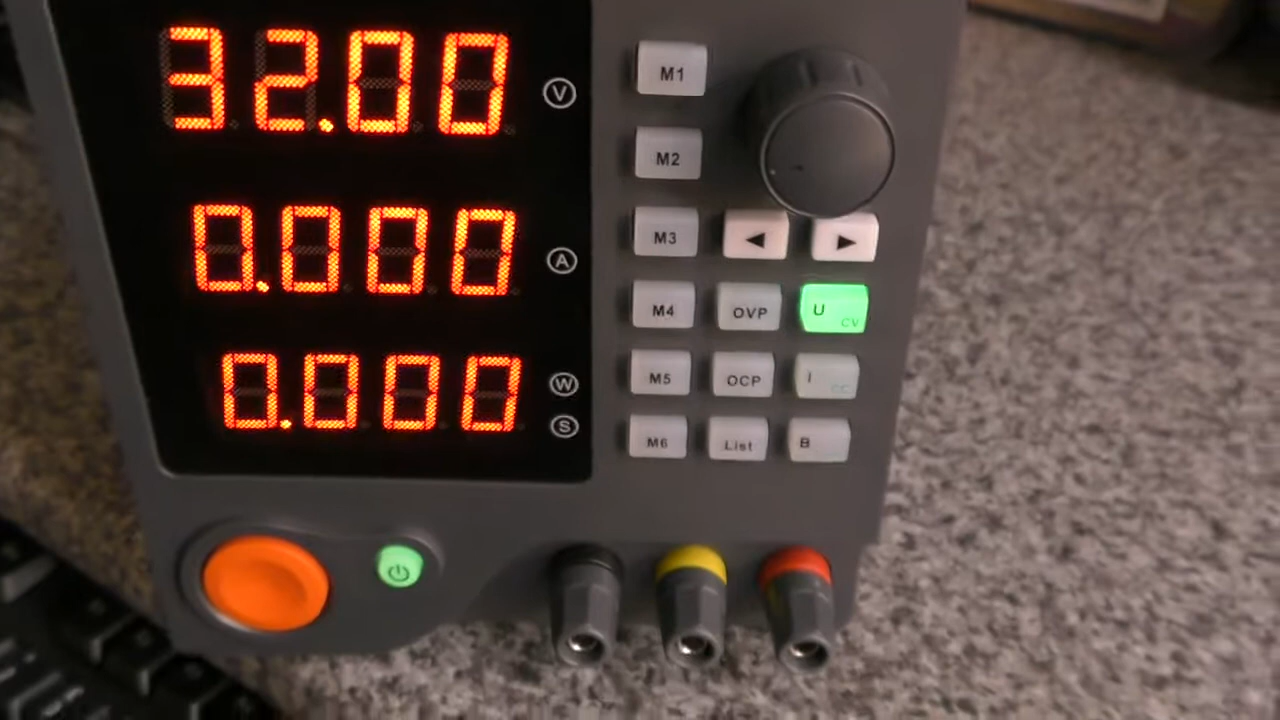 32.00 V
0.000 A
0.000 W
S
M1
M2
M3 ◀ ▶
M4 OVP U CV
M5 OCP I CC
M6 List B